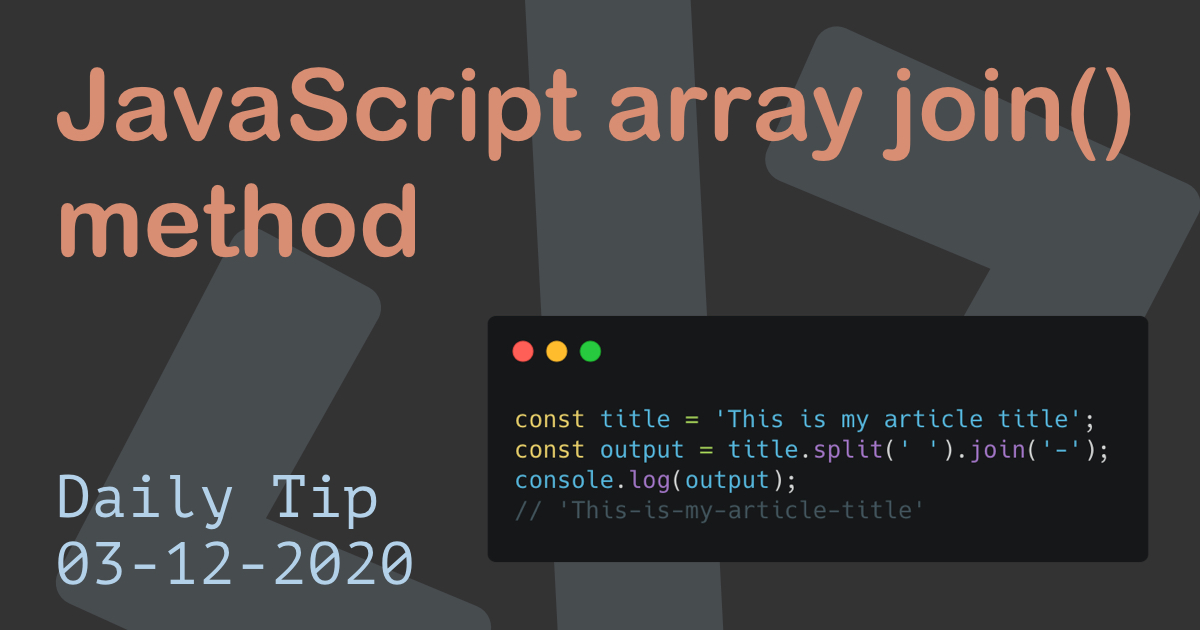 JavaScript array join()
method
const title = 'This is my article title';
const output = title.split(' ').join('-');
console.log(output);
// 'This-is-my-article-title'
Daily Tip
03-12-2020